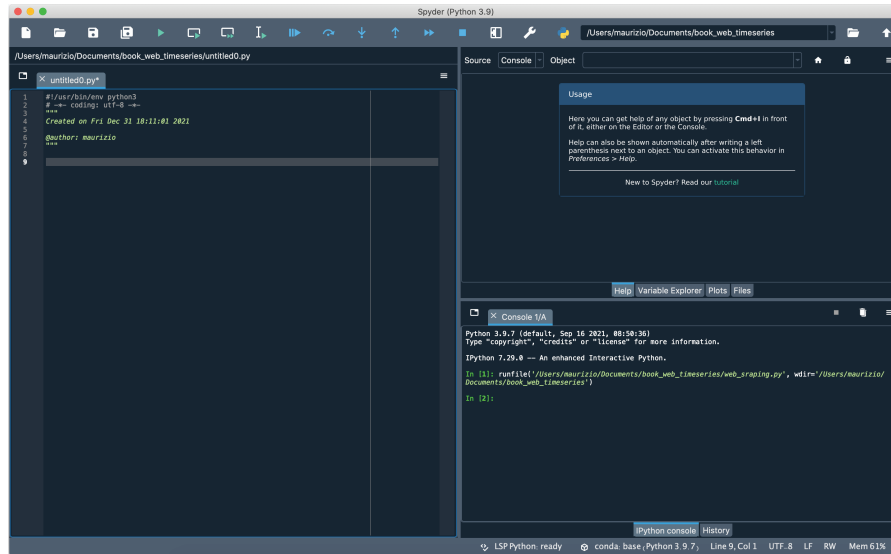 Spyder (Python 3.9)
/Users/maurizio/Documents/book_web_timeseries
/Users/maurizio/Documents/book_web_timeseries/untitled0.py
untitled0.py*
1 #!/usr/bin/env python3
2 # -*- coding: utf-8 -*-
3 """
4 Created on Fri Dec 31 18:11:01 2021
5
6 @author: maurizio
7 """
8
9
Source Console Object
Usage
Here you can get help of any object by pressing Cmd+I in front
of it, either on the Editor or the Console.
Help can also be shown automatically after writing a left
parenthesis next to an object. You can activate this behavior in
Preferences > Help.
New to Spyder? Read our tutorial
Help Variable Explorer Plots Files
Console 1/A
Python 3.9.7 (default, Sep 16 2021, 08:50:36)
Type "copyright", "credits" or "license" for more information.
IPython 7.29.0 -- An enhanced Interactive Python.
In [1]: runfile('/Users/maurizio/Documents/book_web_timeseries/web_sraping.py', wdir='/Users/maurizio/
Documents/book_web_timeseries')
In [2]:
IPython console History
LSP Python: ready conda: base (Python 3.9.7) Line 9, Col 1 UTF-8 LF RW Mem 61%